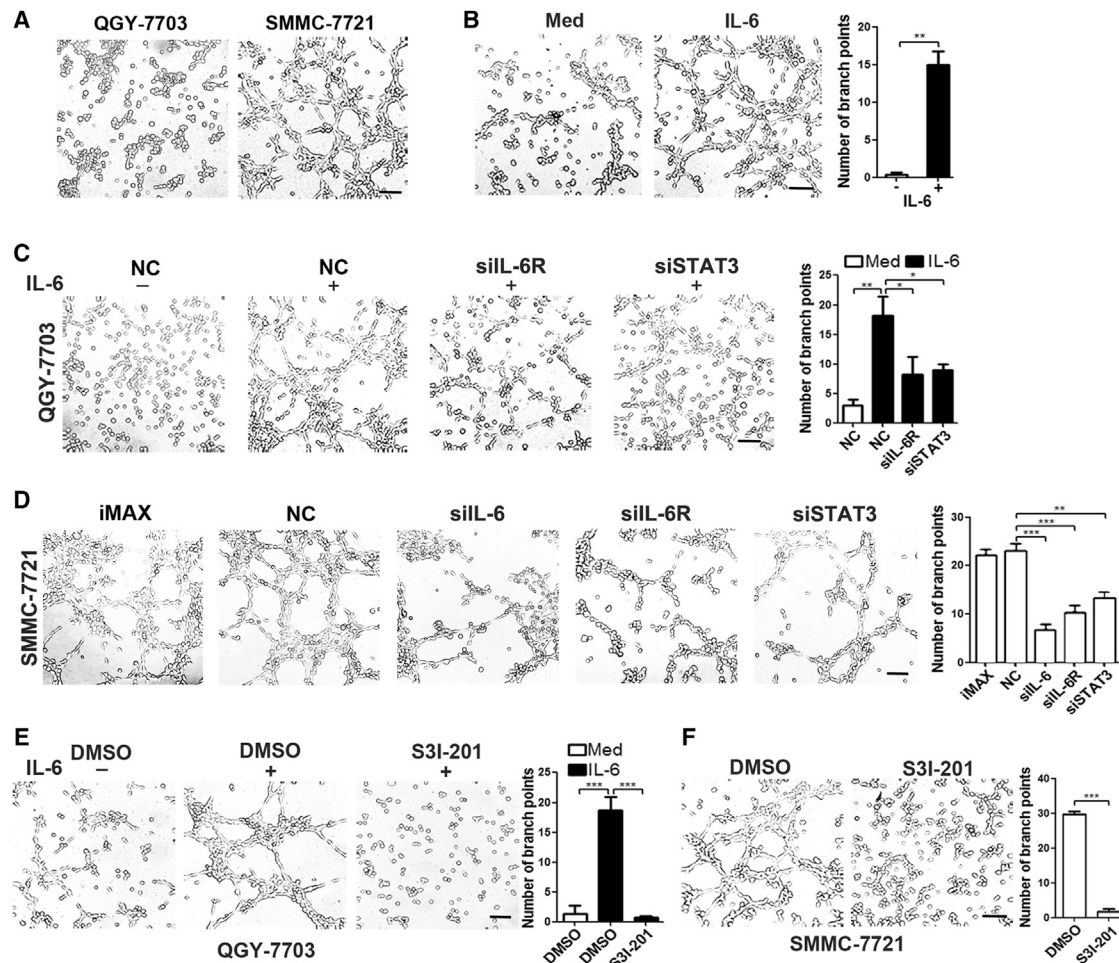 A
QGY-7703 SMMC-7721
B
Med IL-6
Number of branch points
20
15
10
5
0
**
- +
IL-6
C
NC NC siIL-6R siSTAT3
IL-6 – + + +
QGY-7703
Med IL-6
Number of branch points
25
20
15
10
5
0
** * *
NC NC siIL-6R siSTAT3
D
iMAX NC siIL-6 siIL-6R siSTAT3
SMMC-7721
Number of branch points
30
20
10
0
**
***
***
iMAX NC siIL-6 siIL-6R siSTAT3
E
DMSO DMSO S3I-201
IL-6 – + +
QGY-7703
Med
IL-6
Number of branch points
25
20
15
10
5
0
*** ***
DMSO DMSO S3I-201
F
DMSO S3I-201
SMMC-7721
Number of branch points
40
30
20
10
0
***
DMSO S3I-201